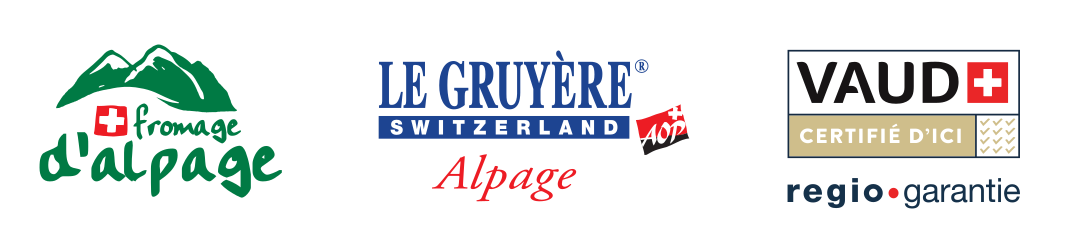 fromage
d'alpage
LE GRUYÈRE®
SWITZERLAND
AOP
Alpage
VAUD
CERTIFIÉ D'ICI
regio•garantie